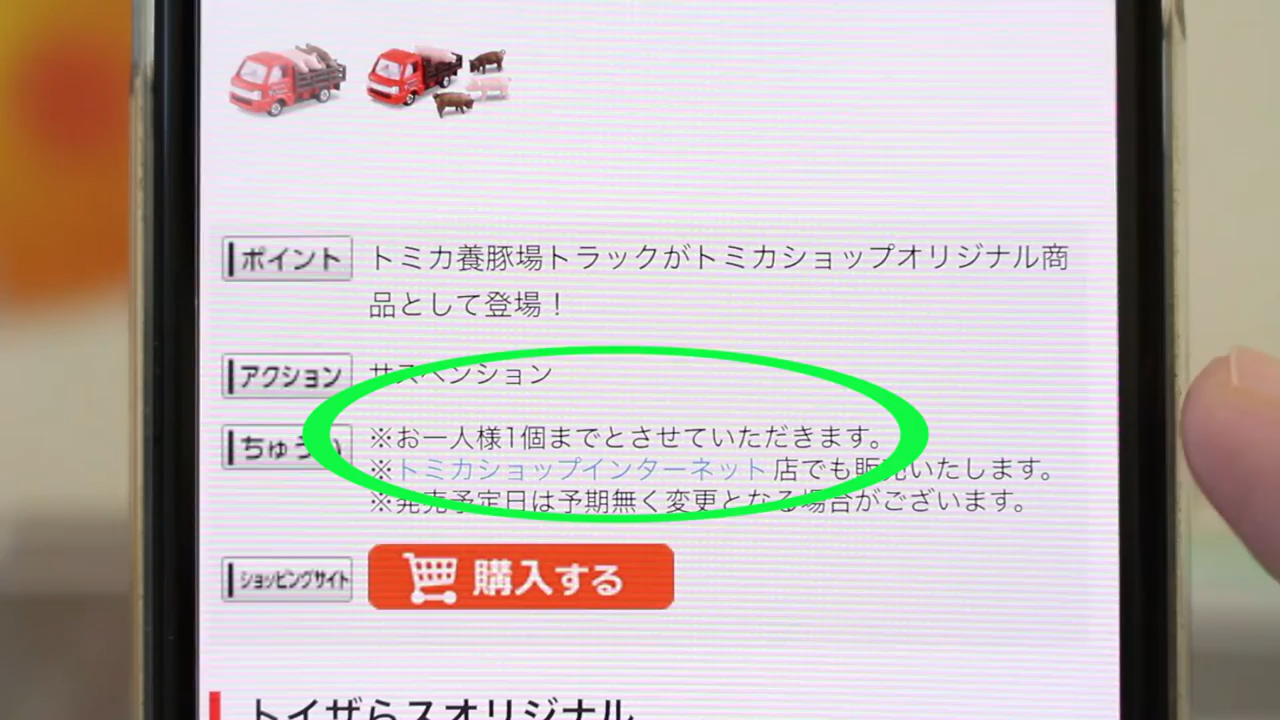 ポイント
トミカ養豚場トラックがトミカショップオリジナル商
品として登場！
アクション
サスペンション
ちゅうい
※お一人様1個までとさせていただきます。
※トミカショップインターネット店でも販売いたします。
※発売予定日は予期無く変更となる場合がございます。
ショッピングサイト
購入する
トイザらスオリジナル